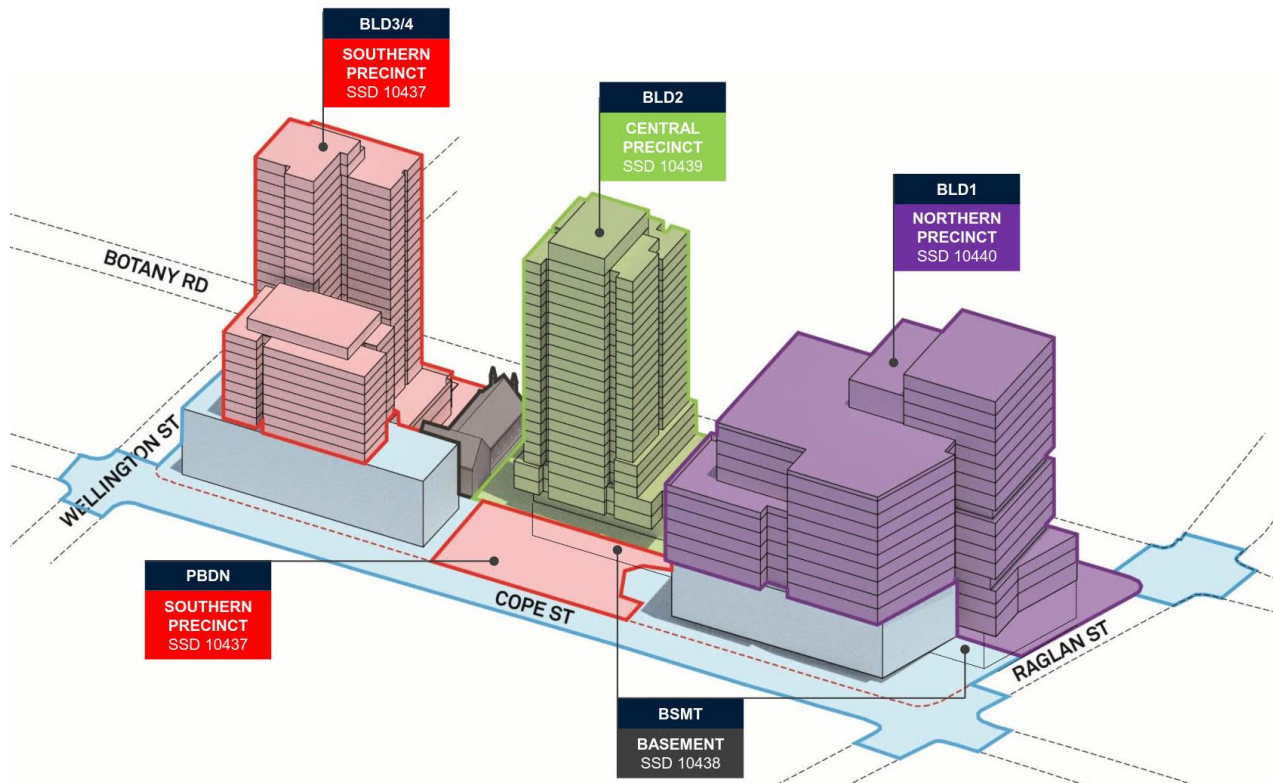 BLD3/4
SOUTHERN
PRECINCT
SSD 10437
BLD2
CENTRAL
PRECINCT
SSD 10439
BLD1
NORTHERN
PRECINCT
SSD 10440
BOTANY RD
WELLINGTON ST
PBDN
SOUTHERN
PRECINCT
SSD 10437
COPE ST
RAGLAN ST
BSMT
BASEMENT
SSD 10438